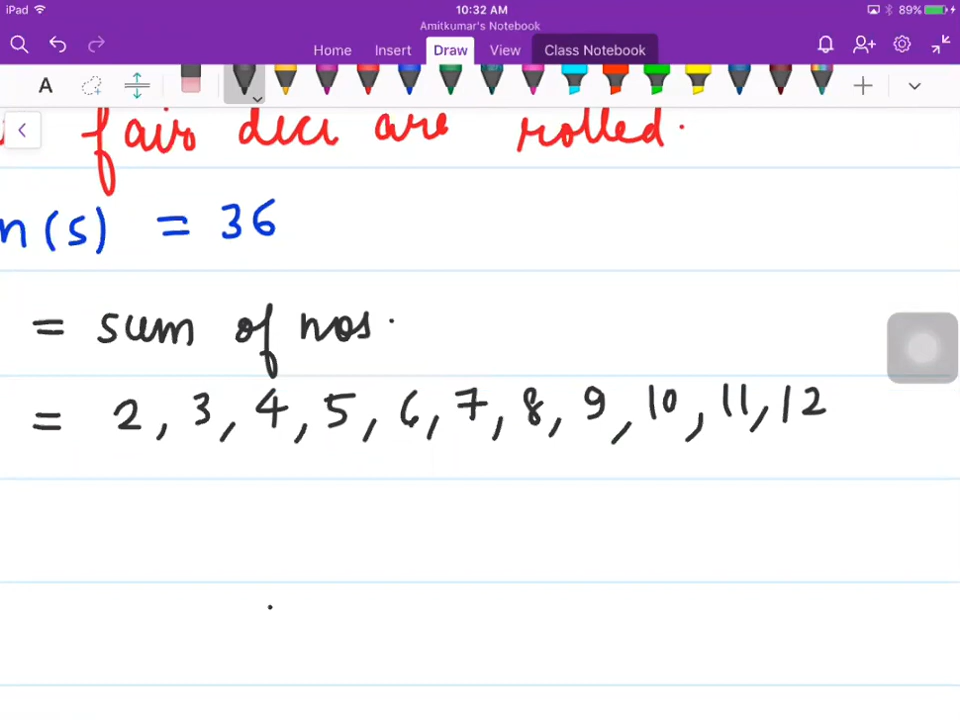 iPad 10:32 AM 89%
Amitkumar's Notebook
Home Insert Draw View Class Notebook
A
fair dici are rolled.
n(s) = 36
= sum of nos.
= 2, 3, 4, 5, 6, 7, 8, 9, 10, 11, 12